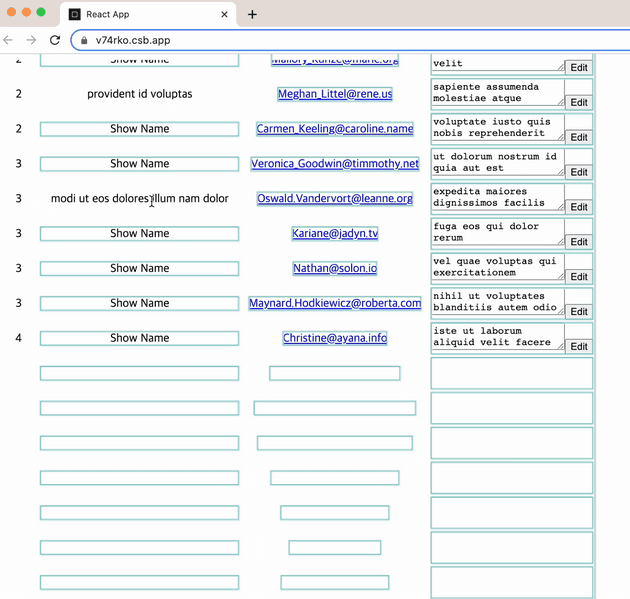 React App
v74rko.csb.app
2 Show Name Mallory_Kunze@marie.org velit Edit
2 provident id voluptas Meghan_Littel@rene.us sapiente assumenda
molestiae atque Edit
2 Show Name Carmen_Keeling@caroline.name voluptate iusto quis
nobis reprehenderit Edit
3 Show Name Veronica_Goodwin@timmothy.net ut dolorum nostrum id
quia aut est Edit
3 modi ut eos dolores illum nam dolor Oswald.Vandervort@leanne.org expedita maiores
dignissimos facilis Edit
3 Show Name Kariane@jadyn.tv fuga eos qui dolor
rerum Edit
3 Show Name Nathan@solon.io vel quae voluptas qui
exercitationem Edit
3 Show Name Maynard.Hodkiewicz@roberta.com nihil ut voluptates
blanditiis autem odio Edit
4 Show Name Christine@ayana.info iste ut laborum
aliquid velit facere Edit